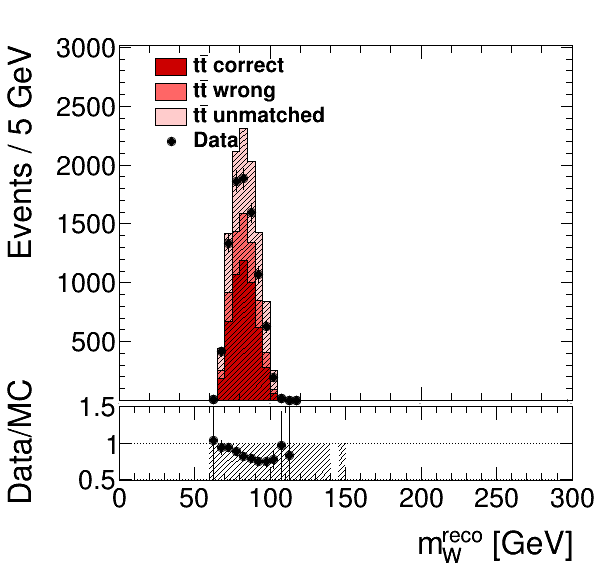 Events / 5 GeV
3000
2500
2000
1500
1000
500
tt̄ correct
tt̄ wrong
tt̄ unmatched
Data
Data/MC
1.5
1
0.5
0 50 100 150 200 250 300
m_W^reco [GeV]